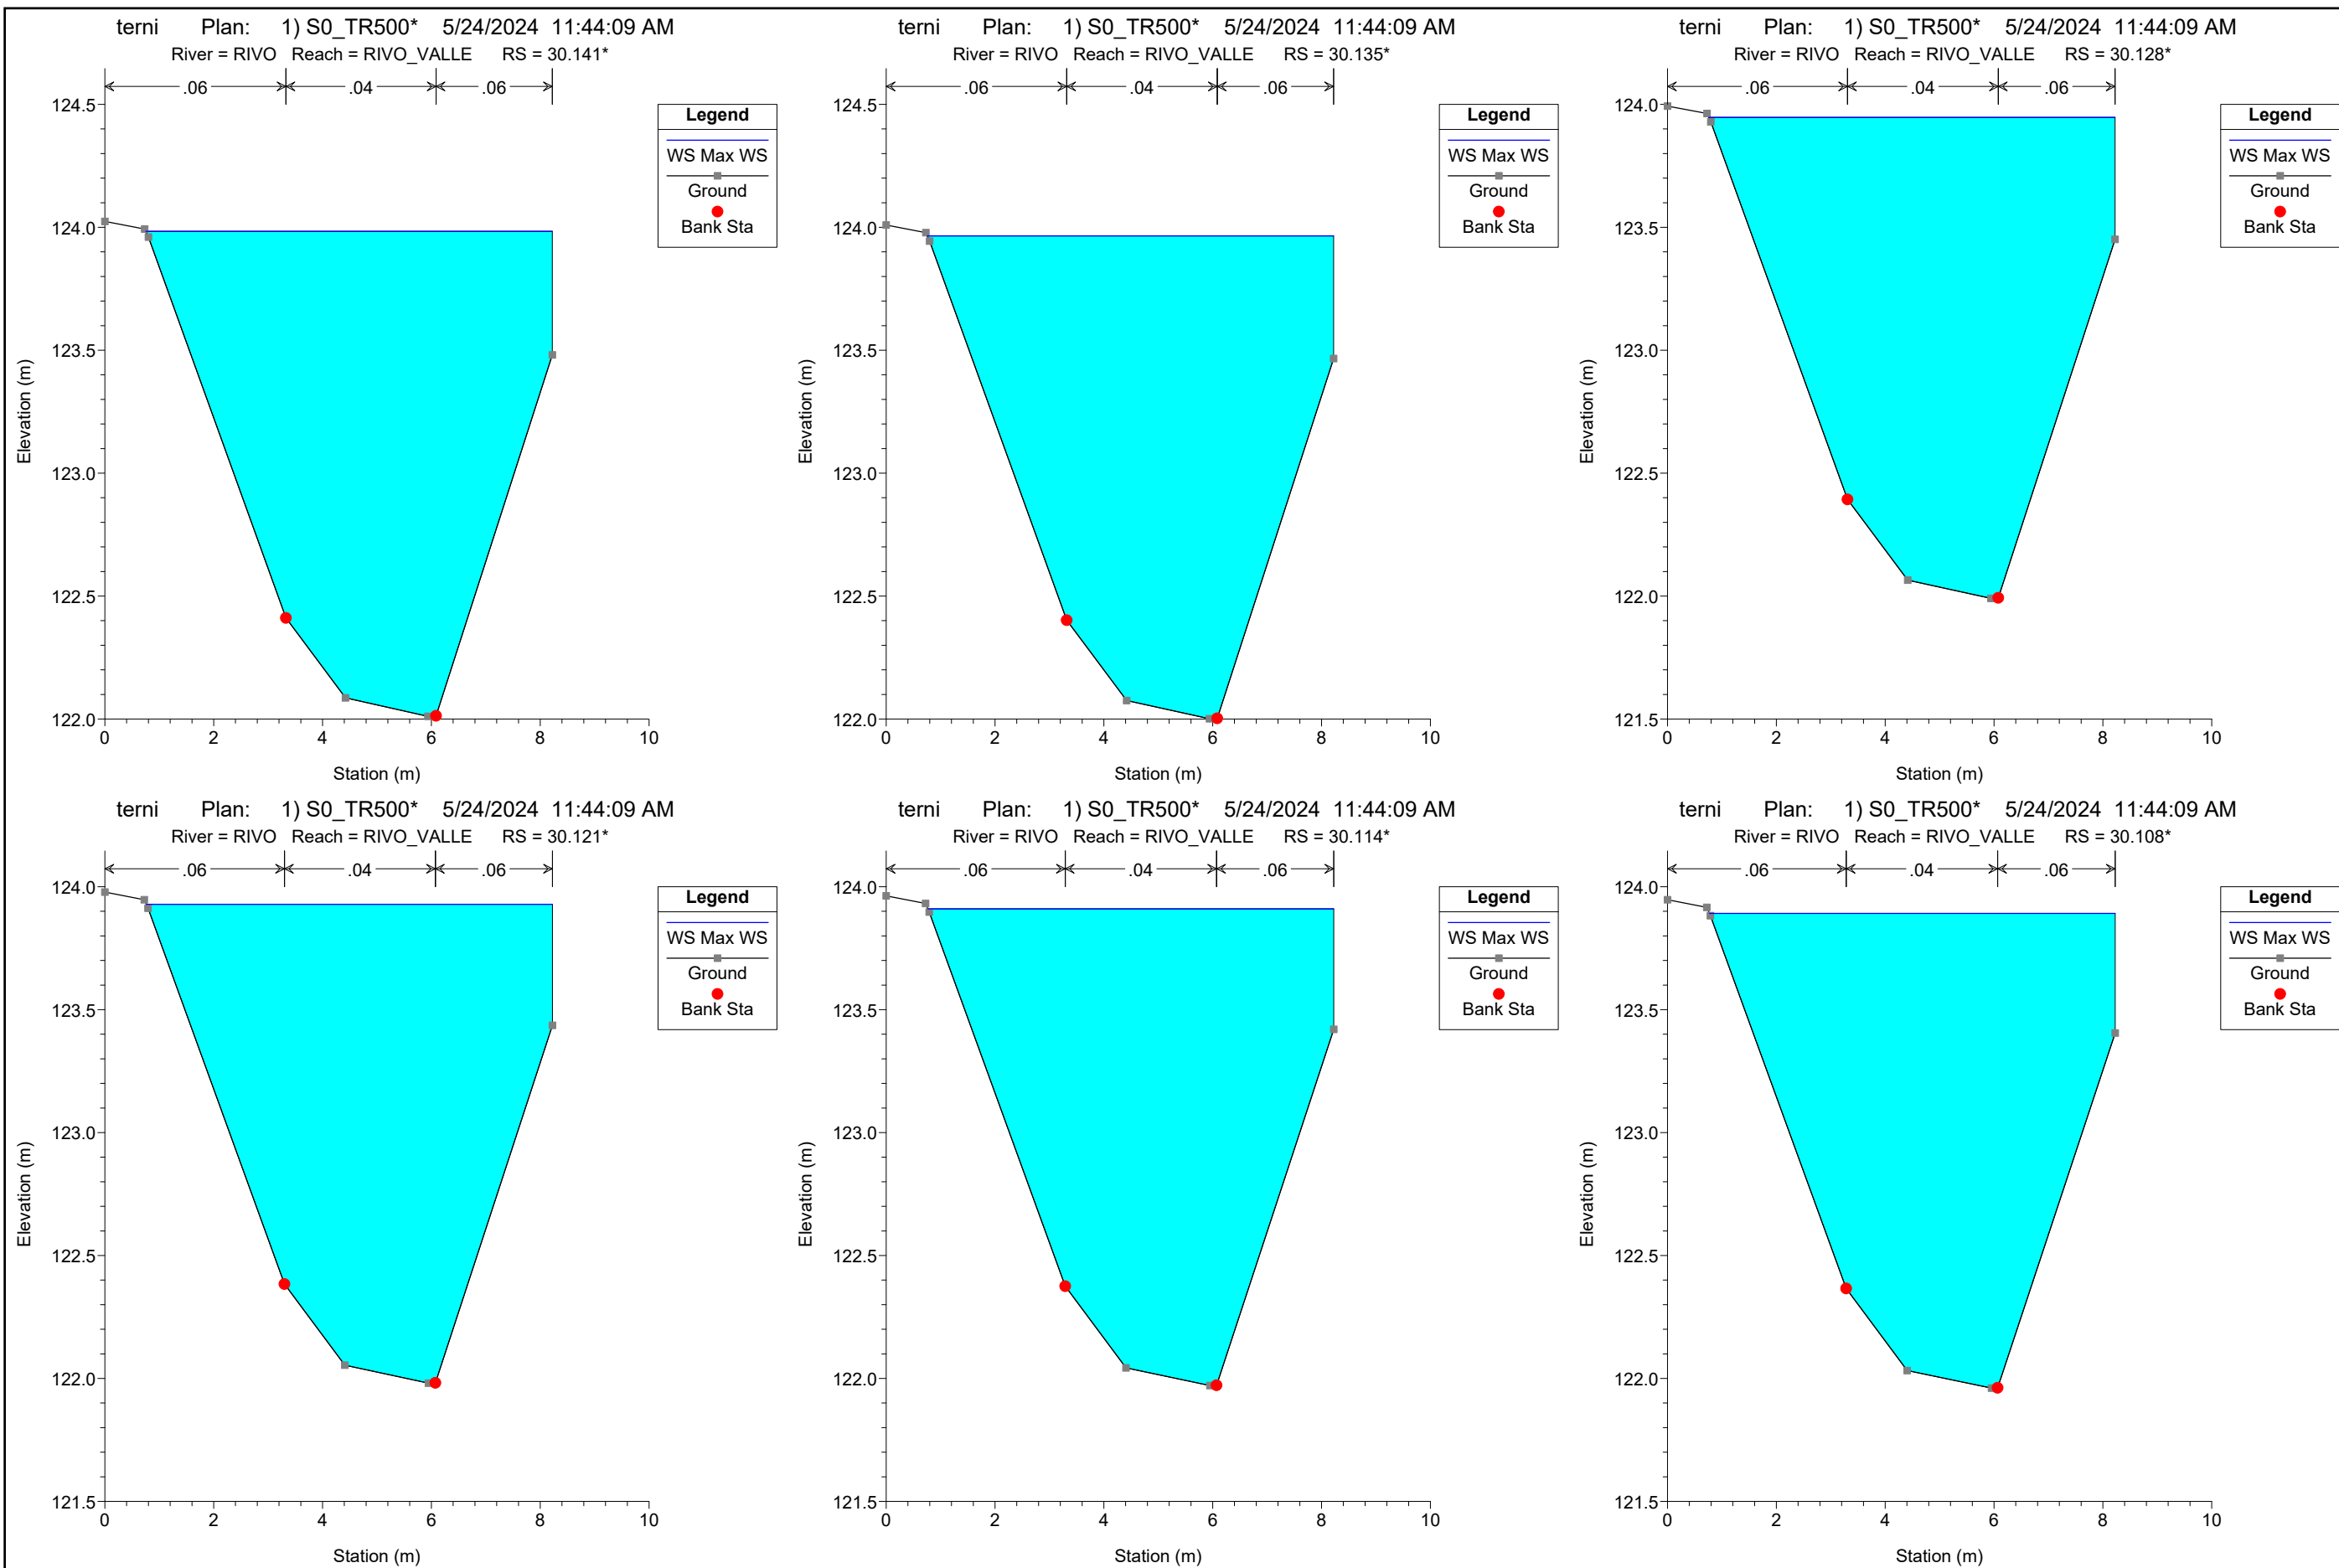 terni Plan: 1) S0_TR500* 5/24/2024 11:44:09 AM
River = RIVO Reach = RIVO_VALLE RS = 30.141*
.06 .04 .06
124.5
124.0
123.5
123.0
122.5
122.0
Elevation (m)
0 2 4 6 8 10
Station (m)
Legend
WS Max WS
Ground
Bank Sta
terni Plan: 1) S0_TR500* 5/24/2024 11:44:09 AM
River = RIVO Reach = RIVO_VALLE RS = 30.135*
.06 .04 .06
124.5
124.0
123.5
123.0
122.5
122.0
Elevation (m)
0 2 4 6 8 10
Station (m)
Legend
WS Max WS
Ground
Bank Sta
terni Plan: 1) S0_TR500* 5/24/2024 11:44:09 AM
River = RIVO Reach = RIVO_VALLE RS = 30.128*
.06 .04 .06
124.0
123.5
123.0
122.5
122.0
121.5
Elevation (m)
0 2 4 6 8 10
Station (m)
Legend
WS Max WS
Ground
Bank Sta
terni Plan: 1) S0_TR500* 5/24/2024 11:44:09 AM
River = RIVO Reach = RIVO_VALLE RS = 30.121*
.06 .04 .06
124.0
123.5
123.0
122.5
122.0
121.5
Elevation (m)
0 2 4 6 8 10
Station (m)
Legend
WS Max WS
Ground
Bank Sta
terni Plan: 1) S0_TR500* 5/24/2024 11:44:09 AM
River = RIVO Reach = RIVO_VALLE RS = 30.114*
.06 .04 .06
124.0
123.5
123.0
122.5
122.0
121.5
Elevation (m)
0 2 4 6 8 10
Station (m)
Legend
WS Max WS
Ground
Bank Sta
terni Plan: 1) S0_TR500* 5/24/2024 11:44:09 AM
River = RIVO Reach = RIVO_VALLE RS = 30.108*
.06 .04 .06
124.0
123.5
123.0
122.5
122.0
121.5
Elevation (m)
0 2 4 6 8 10
Station (m)
Legend
WS Max WS
Ground
Bank Sta